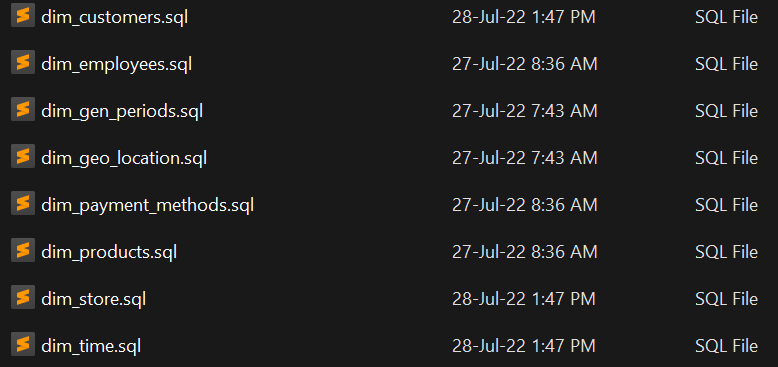 dim_customers.sql 28-Jul-22 1:47 PM SQL File
dim_employees.sql 27-Jul-22 8:36 AM SQL File
dim_gen_periods.sql 27-Jul-22 7:43 AM SQL File
dim_geo_location.sql 27-Jul-22 7:43 AM SQL File
dim_payment_methods.sql 27-Jul-22 8:36 AM SQL File
dim_products.sql 27-Jul-22 8:36 AM SQL File
dim_store.sql 28-Jul-22 1:47 PM SQL File
dim_time.sql 28-Jul-22 1:47 PM SQL File